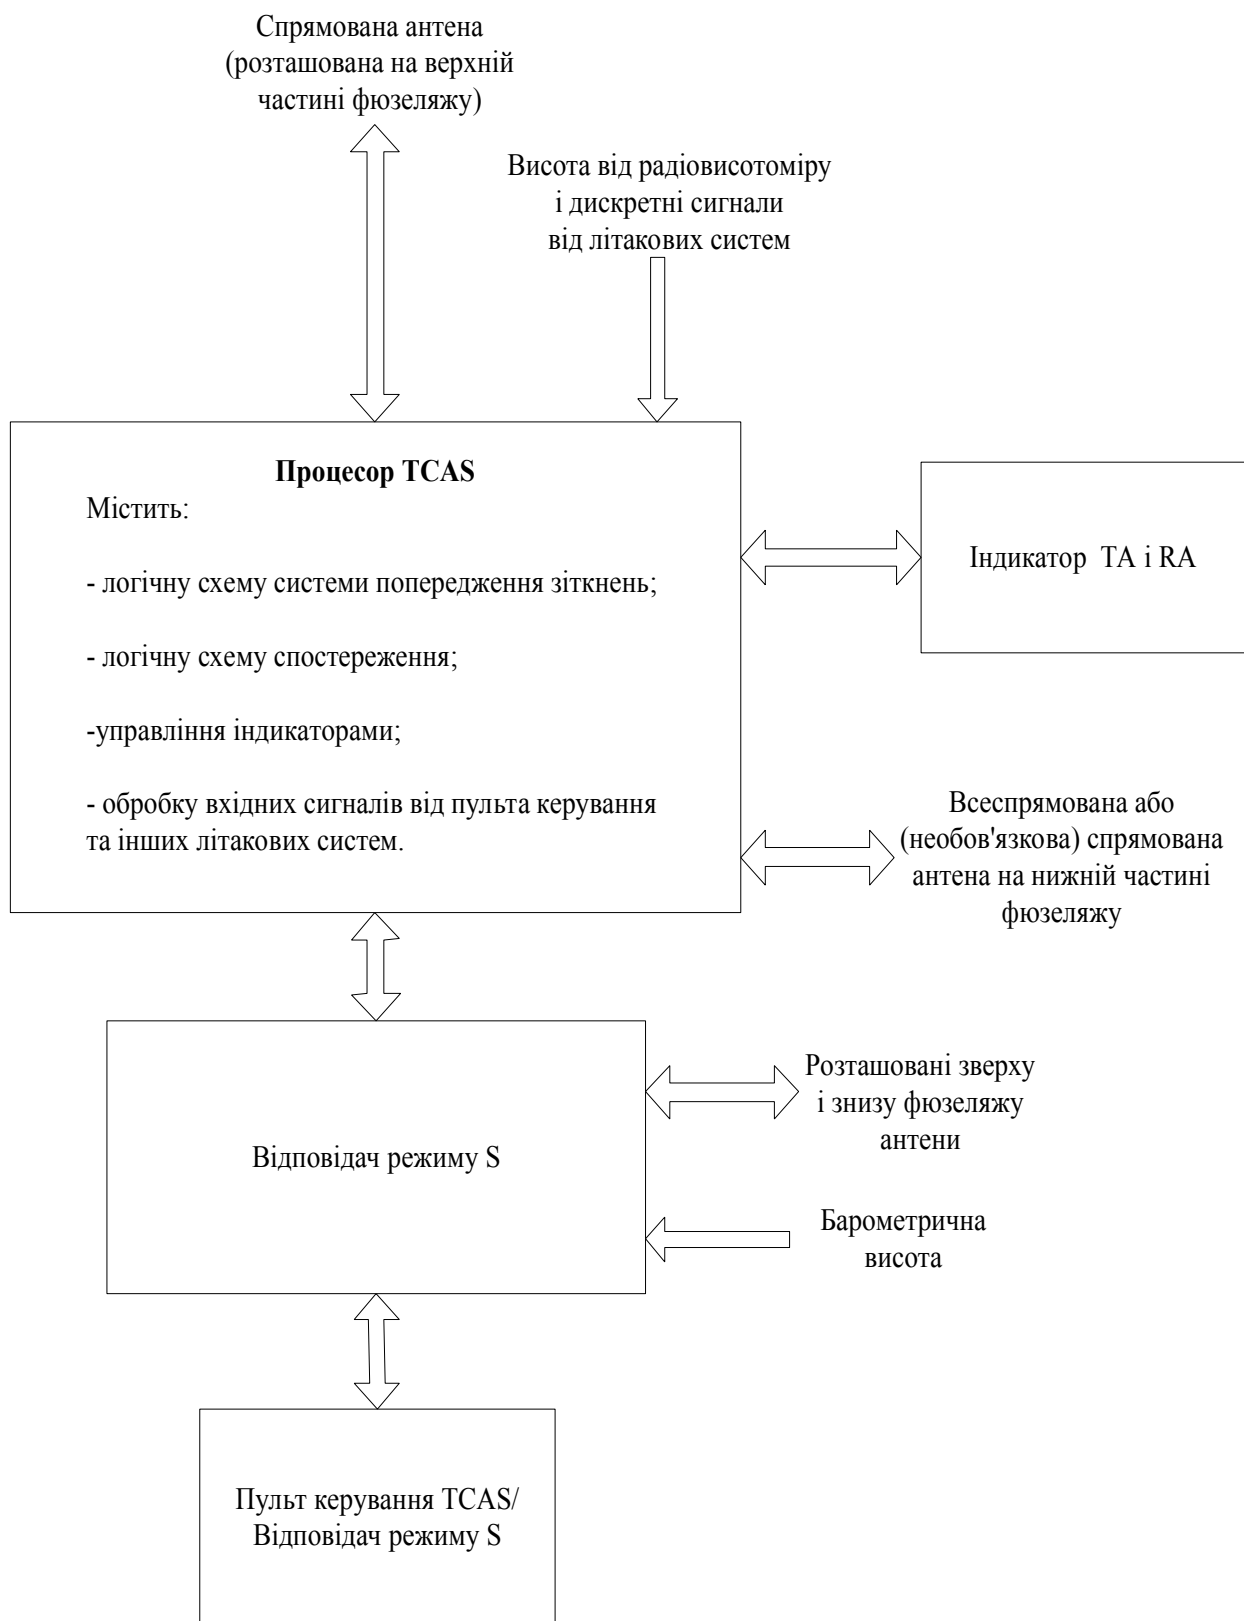 Спрямована антена
(розташована на верхній
частині фюзеляжу)
Висота від радіовисотоміру
і дискретні сигнали
від літакових систем
Процесор TCAS
Містить:
- логічну схему системи попередження зіткнень;
- логічну схему спостереження;
-управління індикаторами;
- обробку вхідних сигналів від пульта керування
та інших літакових систем.
Індикатор TA і RA
Всеспрямована або
(необов'язкова) спрямована
антена на нижній частині
фюзеляжу
Відповідач режиму S
Розташовані зверху
і знизу фюзеляжу
антени
Барометрична
висота
Пульт керування TCAS/
Відповідач режиму S